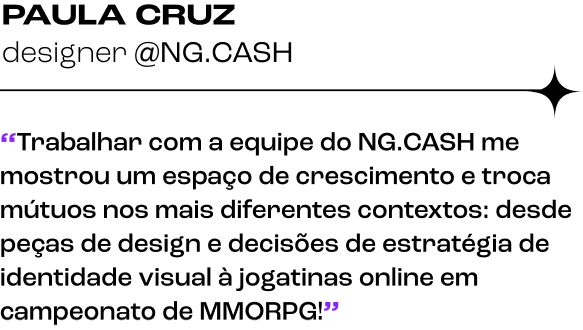 PAULA CRUZ
designer @NG.CASH
“Trabalhar com a equipe do NG.CASH me
mostrou um espaço de crescimento e troca
mútuos nos mais diferentes contextos: desde
peças de design e decisões de estratégia de
identidade visual à jogatinas online em
campeonato de MMORPG!”